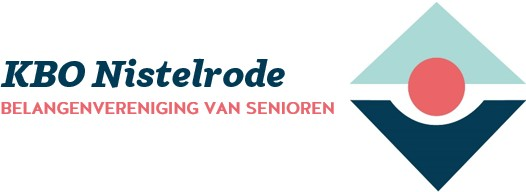 KBO Nistelrode
BELANGENVERENIGING VAN SENIOREN